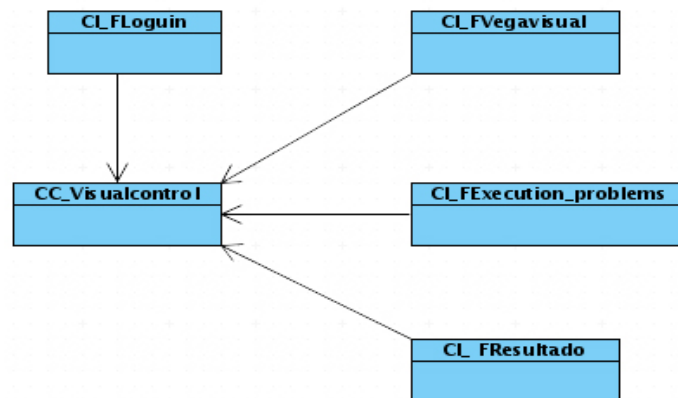 CI_FLoguin
CI_FVegavisual
CC_Visualcontrol
CI_FExecution_problems
CI_ FResultado